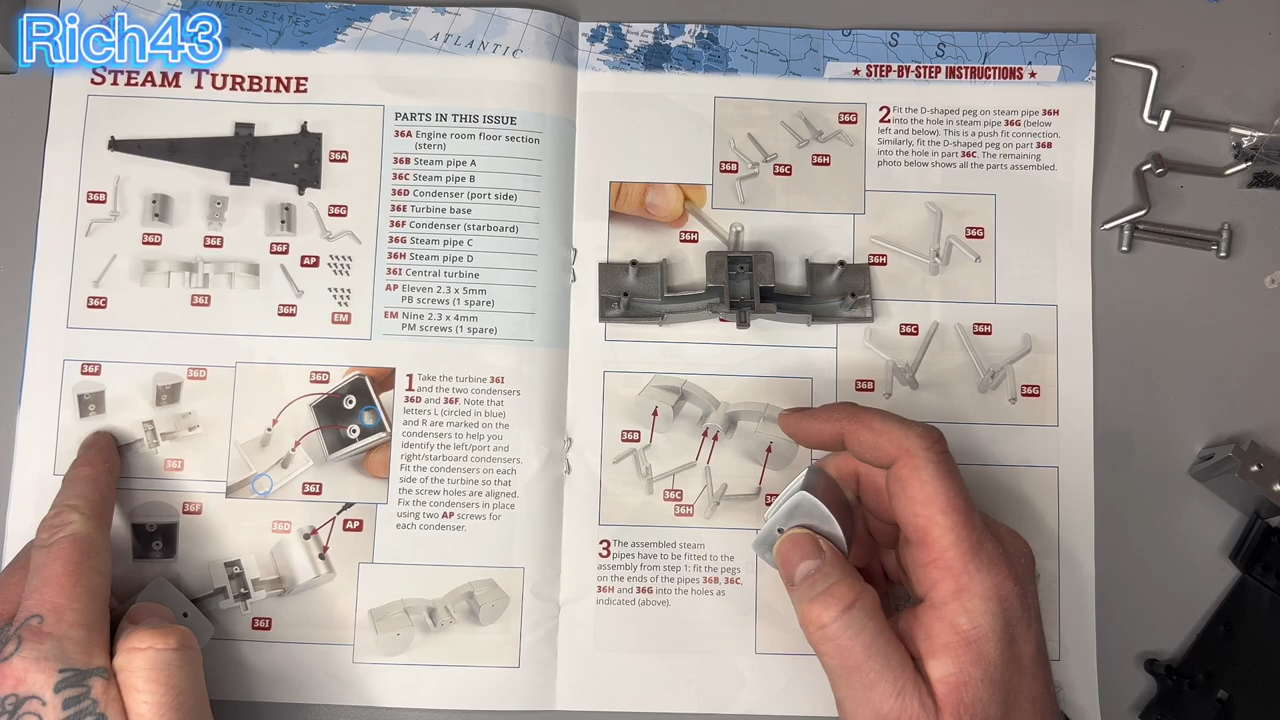 Rich43
UNITED STATES
ATLANTIC
STEAM TURBINE
36A
36B
36D
36E
36F
36G
AP
36C
36I
36H
EM
PARTS IN THIS ISSUE
36A Engine room floor section
(stern)
36B Steam pipe A
36C Steam pipe B
36D Condenser (port side)
36E Turbine base
36F Condenser (starboard)
36G Steam pipe C
36H Steam pipe D
36I Central turbine
AP Eleven 2.3 x 5mm
PB screws (1 spare)
EM Nine 2.3 x 4mm
PM screws (1 spare)
36F
36D
36I
36D
36I
1 Take the turbine 36I
and the two condensers
36D and 36F. Note that
letters L (circled in blue)
and R are marked on the
condensers to help you
identify the left/port and
right/starboard condensers.
Fit the condensers on each
side of the turbine so that
the screw holes are aligned.
Fix the condensers in place
using two AP screws for
each condenser.
36F
36D
AP
36I
U S S
★ STEP-BY-STEP INSTRUCTIONS ★
36G
36B
36C
36H
2 Fit the D-shaped peg on steam pipe 36H
into the hole in steam pipe 36G (below
left and below). This is a push fit connection.
Similarly, fit the D-shaped peg on part 36B
into the hole in part 36C. The remaining
photo below shows all the parts assembled.
36H
36G
36H
36C
36H
36B
36G
36B
36C
36H
3 The assembled steam
pipes have to be fitted to the
assembly from step 1: fit the pegs
on the ends of the pipes 36B, 36C,
36H and 36G into the holes as
indicated (above).